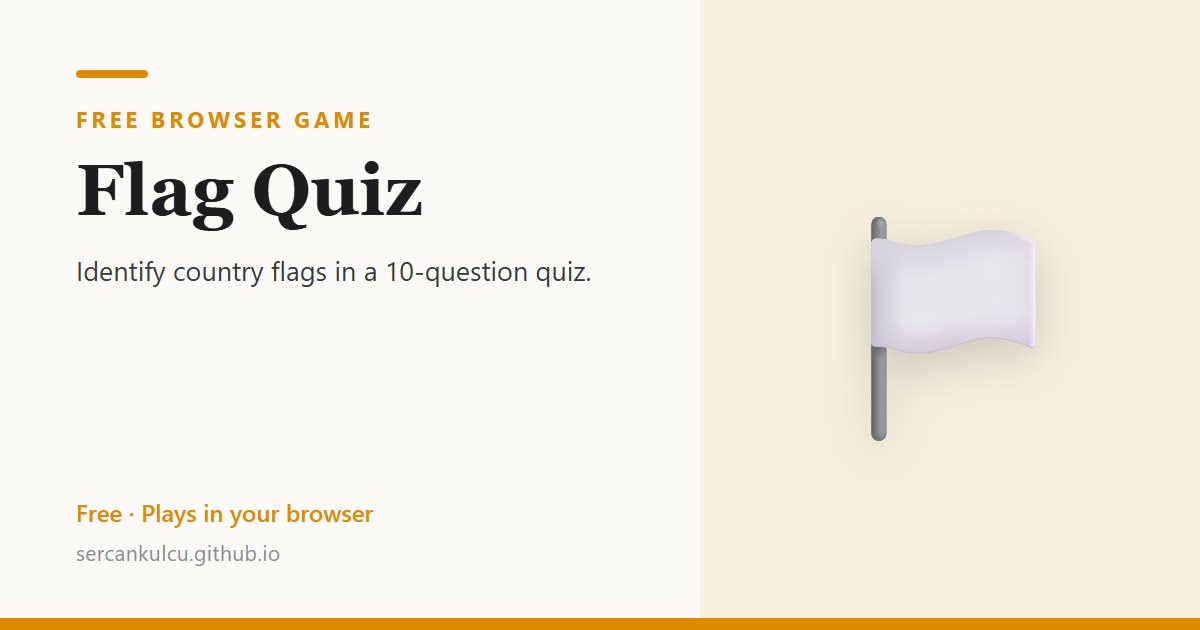 FREE BROWSER GAME
Flag Quiz
Identify country flags in a 10-question quiz.
Free · Plays in your browser
sercankulcu.github.io